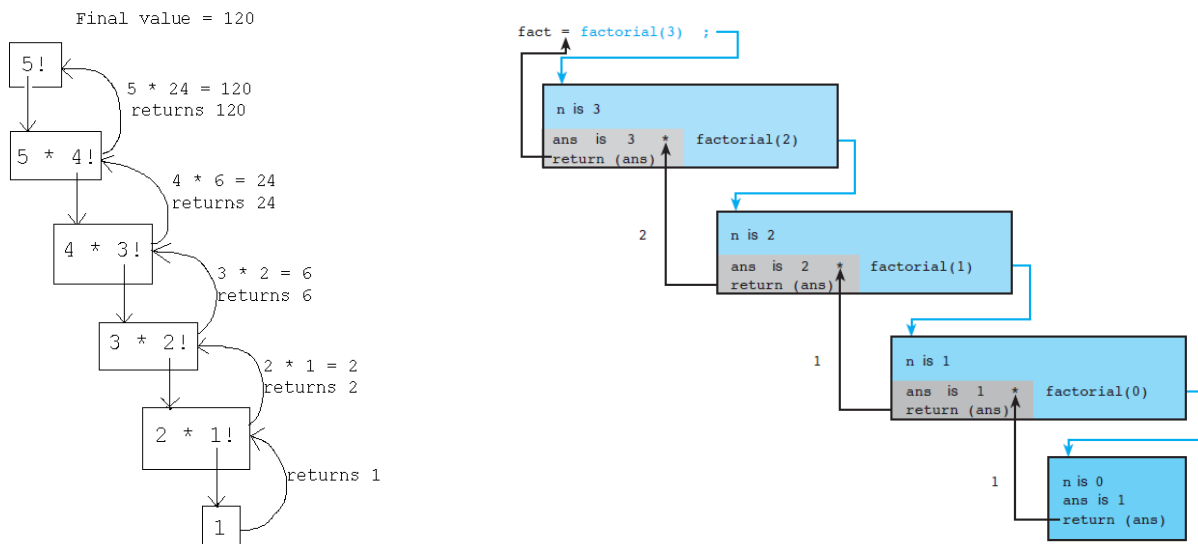 Final value = 120
5!
5 * 24 = 120
returns 120
5 * 4!
4 * 6 = 24
returns 24
4 * 3!
3 * 2 = 6
returns 6
3 * 2!
2 * 1 = 2
returns 2
2 * 1!
returns 1
1
fact = factorial(3) ;
n is 3
ans is 3 * factorial(2)
return (ans)
2
n is 2
ans is 2 * factorial(1)
return (ans)
1
n is 1
ans is 1 * factorial(0)
return (ans)
1
n is 0
ans is 1
return (ans)